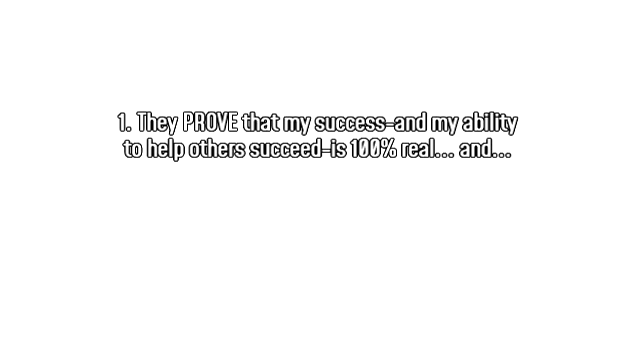 1. They PROVE that my success-and my ability
to help others succeed-is 100% real... and...